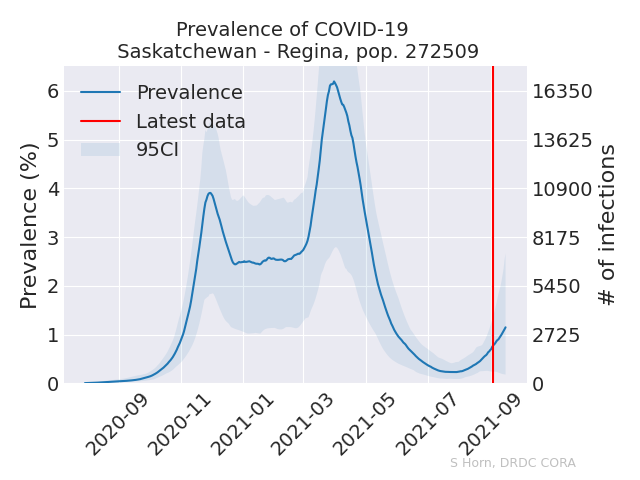 Prevalence of COVID-19
Saskatchewan - Regina, pop. 272509
Prevalence
Latest data
95CI
Prevalence (%)
6
5
4
3
2
1
0
16350
13625
10900
8175
5450
2725
0
# of infections
2020-09
2020-11
2021-01
2021-03
2021-05
2021-07
2021-09
S Horn, DRDC CORA